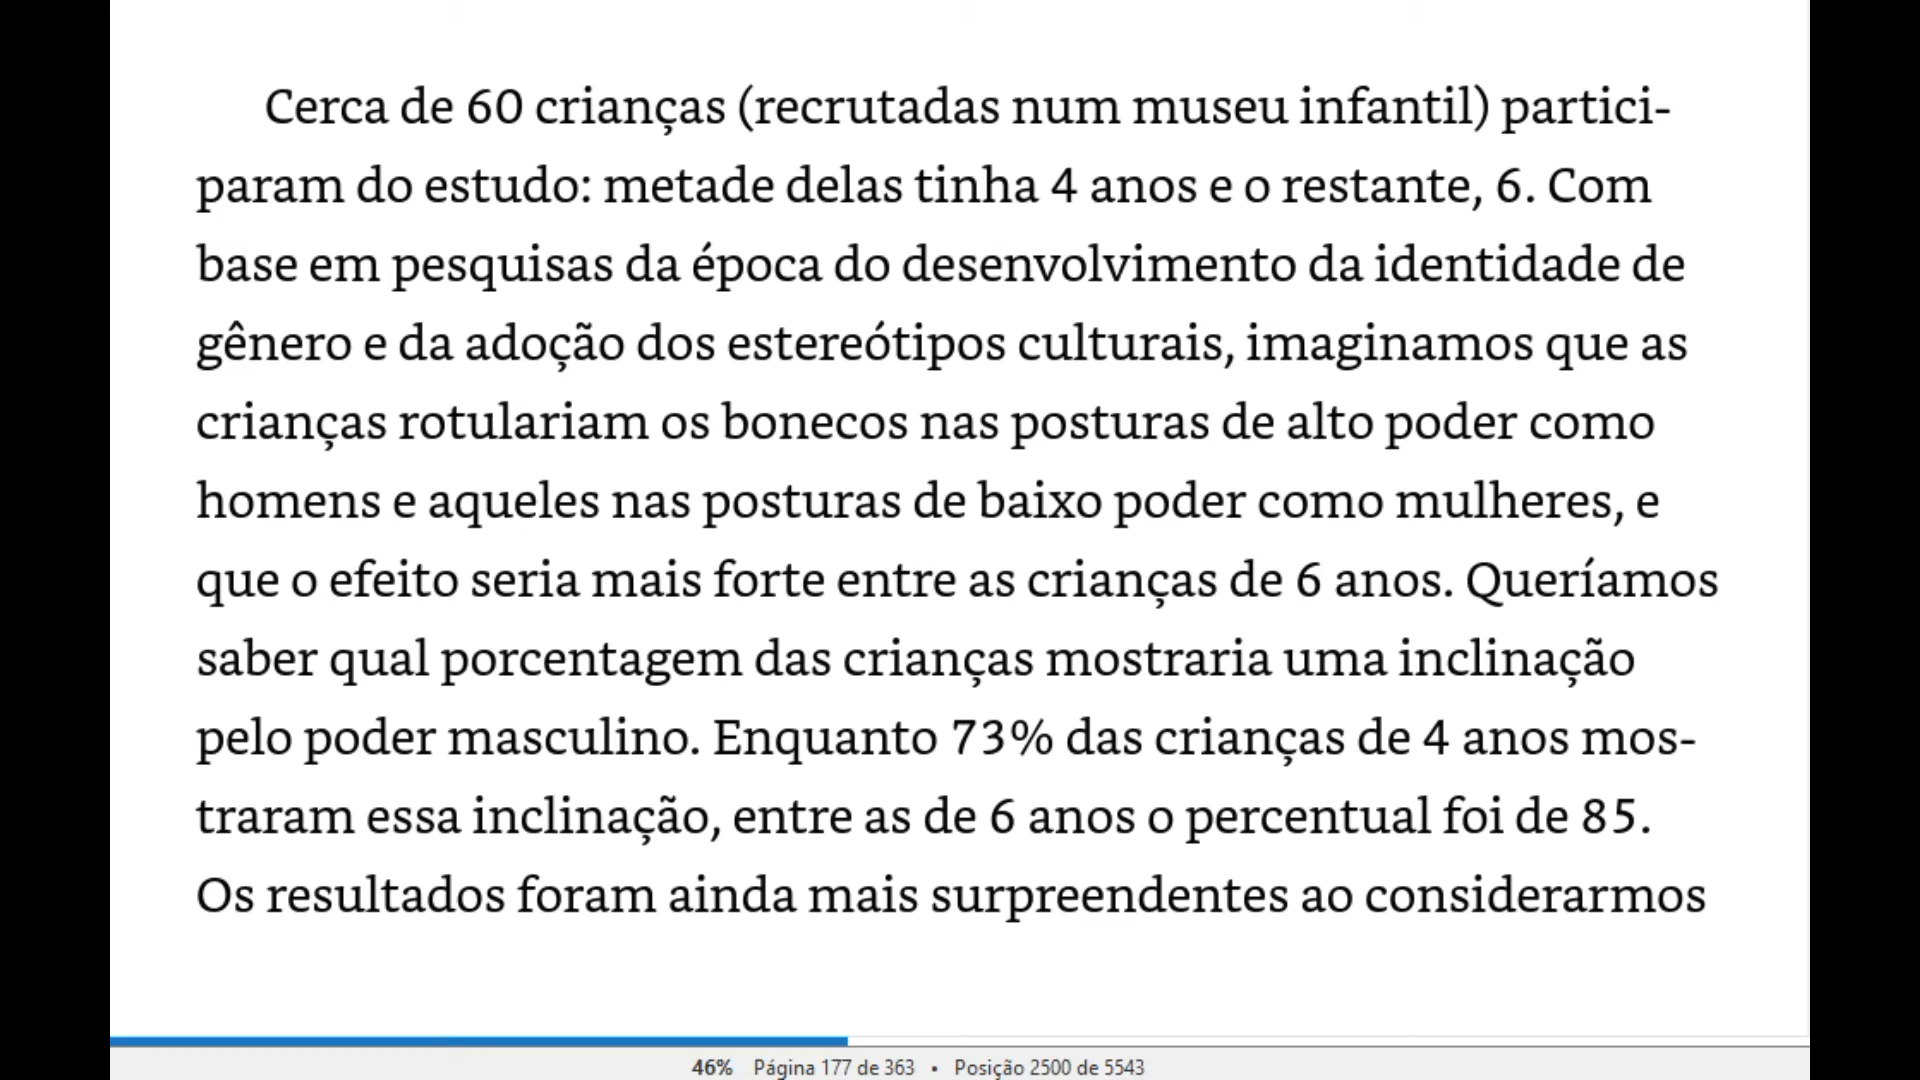 Cerca de 60 crianças (recrutadas num museu infantil) partici-
param do estudo: metade delas tinha 4 anos e o restante, 6. Com
base em pesquisas da época do desenvolvimento da identidade de
gênero e da adoção dos estereótipos culturais, imaginamos que as
crianças rotulariam os bonecos nas posturas de alto poder como
homens e aqueles nas posturas de baixo poder como mulheres, e
que o efeito seria mais forte entre as crianças de 6 anos. Queríamos
saber qual porcentagem das crianças mostraria uma inclinação
pelo poder masculino. Enquanto 73% das crianças de 4 anos mos-
traram essa inclinação, entre as de 6 anos o percentual foi de 85.
Os resultados foram ainda mais surpreendentes ao considerarmos
46% Página 177 de 363 • Posição 2500 de 5543